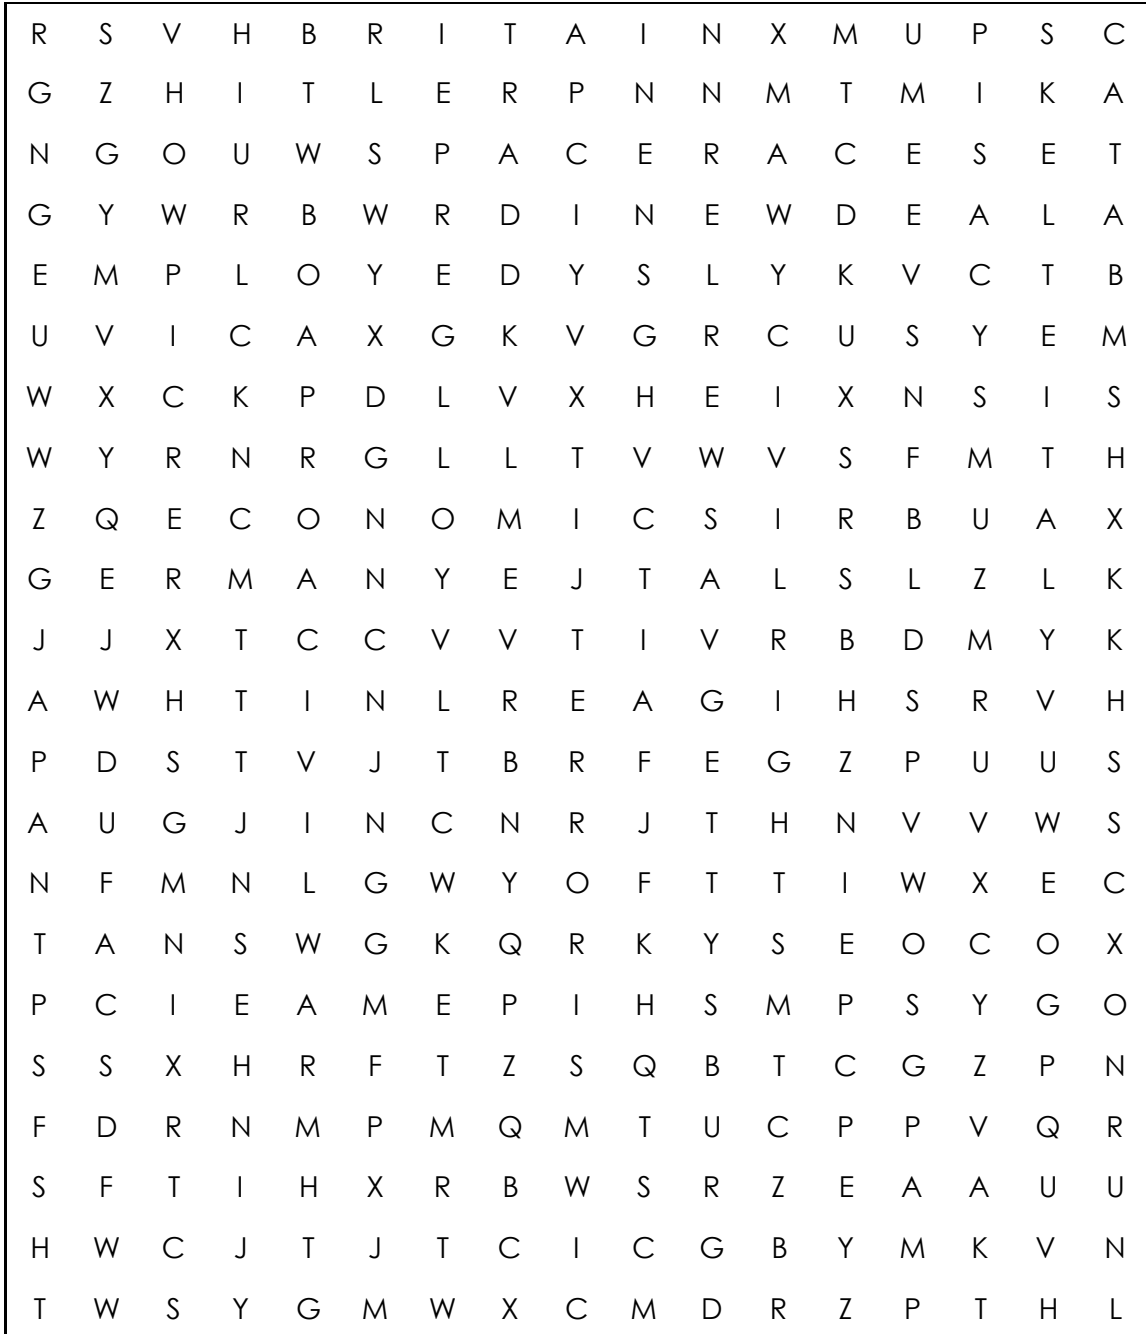 R S V H B R I T A I N X M U P S C
G Z H I T L E R P N N M T M I K A
N G O U W S P A C E R A C E S E T
G Y W R B W R D I N E W D E A L A
E M P L O Y E D Y S L Y K V C T B
U V I C A X G K V G R C U S Y E M
W X C K P D L V X H E I X N S I S
W Y R N R G L L T V W V S F M T H
Z Q E C O N O M I C S I R B U A X
G E R M A N Y E J T A L S L Z L K
J J X T C C V V T I V R B D M Y K
A W H T I N L R E A G I H S R V H
P D S T V J T B R F E G Z P U U S
A U G J I N C N R J T H N V V W S
N F M N L G W Y O F T T I W X E C
T A N S W G K Q R K Y S E O C O X
P C I E A M E P I H S M P S Y G O
S S X H R F T Z S Q B T C G Z P N
F D R N M P M Q M T U C P P V Q R
S F T I H X R B W S R Z E A A U U
H W C J T J T C I C G B Y M K V N
T W S Y G M W X C M D R Z P T H L